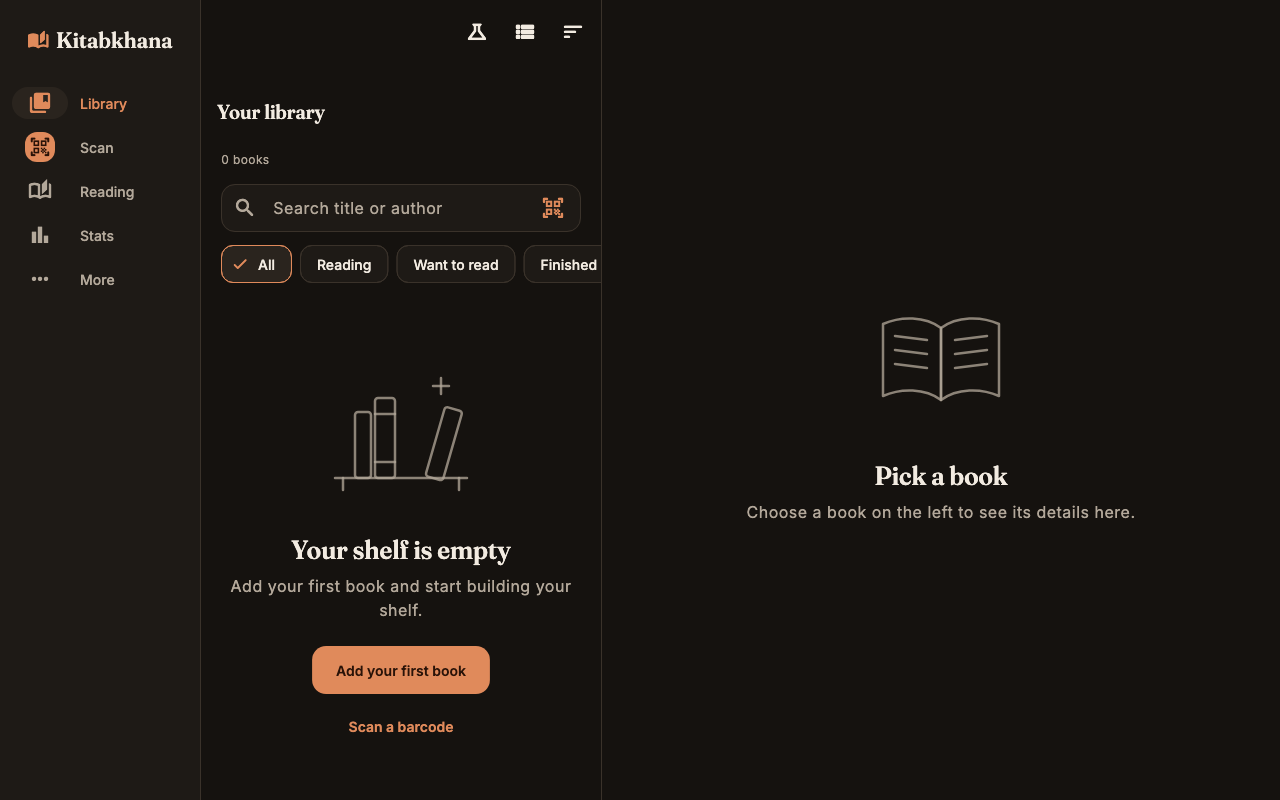 Kitabkhana
Library
Scan
Reading
Stats
More
Your library
0 books
Search title or author
All
Reading
Want to read
Finished
Your shelf is empty
Add your first book and start building your
shelf.
Add your first book
Scan a barcode
Pick a book
Choose a book on the left to see its details here.